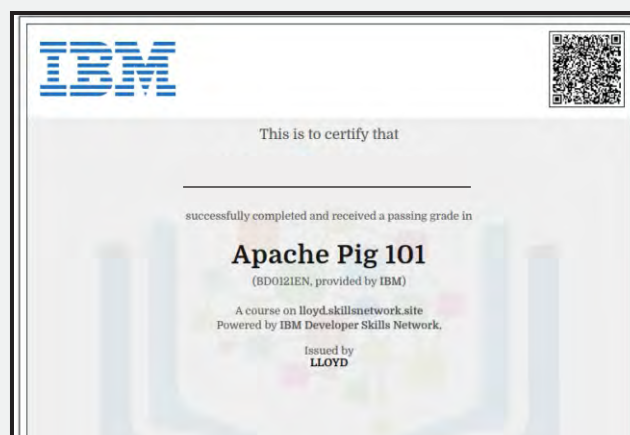 IBM
This is to certify that
successfully completed and received a passing grade in
Apache Pig 101
(BD0121EN, provided by IBM)
A course on lloyd.skillsnetwork.site
Powered by IBM Developer Skills Network.
Issued by
LLOYD